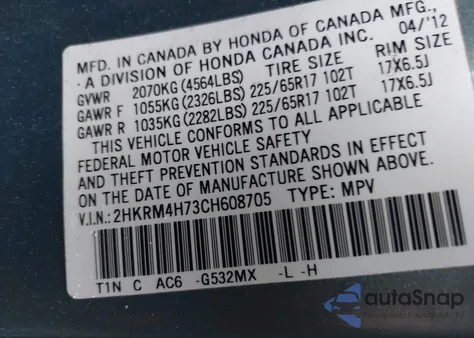 MFD. IN CANADA BY HONDA OF CANADA MFG.,
A DIVISION OF HONDA CANADA INC. 04/'12
GVWR 2070KG(4564LBS) TIRE SIZE RIM SIZE
GAWR F 1055KG(2326LBS) 225/65R17 102T 17X6.5J
GAWR R 1035KG(2282LBS) 225/65R17 102T 17X6.5J
THIS VEHICLE CONFORMS TO ALL APPLICABLE
FEDERAL MOTOR VEHICLE SAFETY
AND THEFT PREVENTION STANDARDS IN EFFECT
ON THE DATE OF MANUFACTURE SHOWN ABOVE.
V.I.N.: 2HKRM4H73CH608705 TYPE: MPV
T1N C AC6 -G532MX -L -H
autoSnap